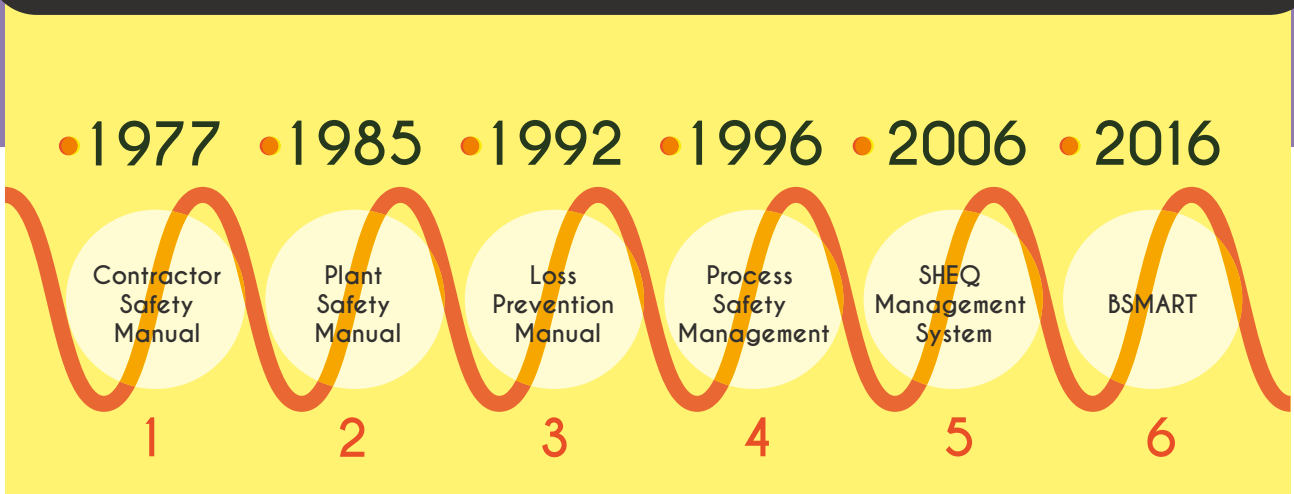 1977
1985
1992
1996
2006
2016
Contractor
Safety
Manual
Plant
Safety
Manual
Loss
Prevention
Manual
Process
Safety
Management
SHEQ
Management
System
BSMART
1
2
3
4
5
6